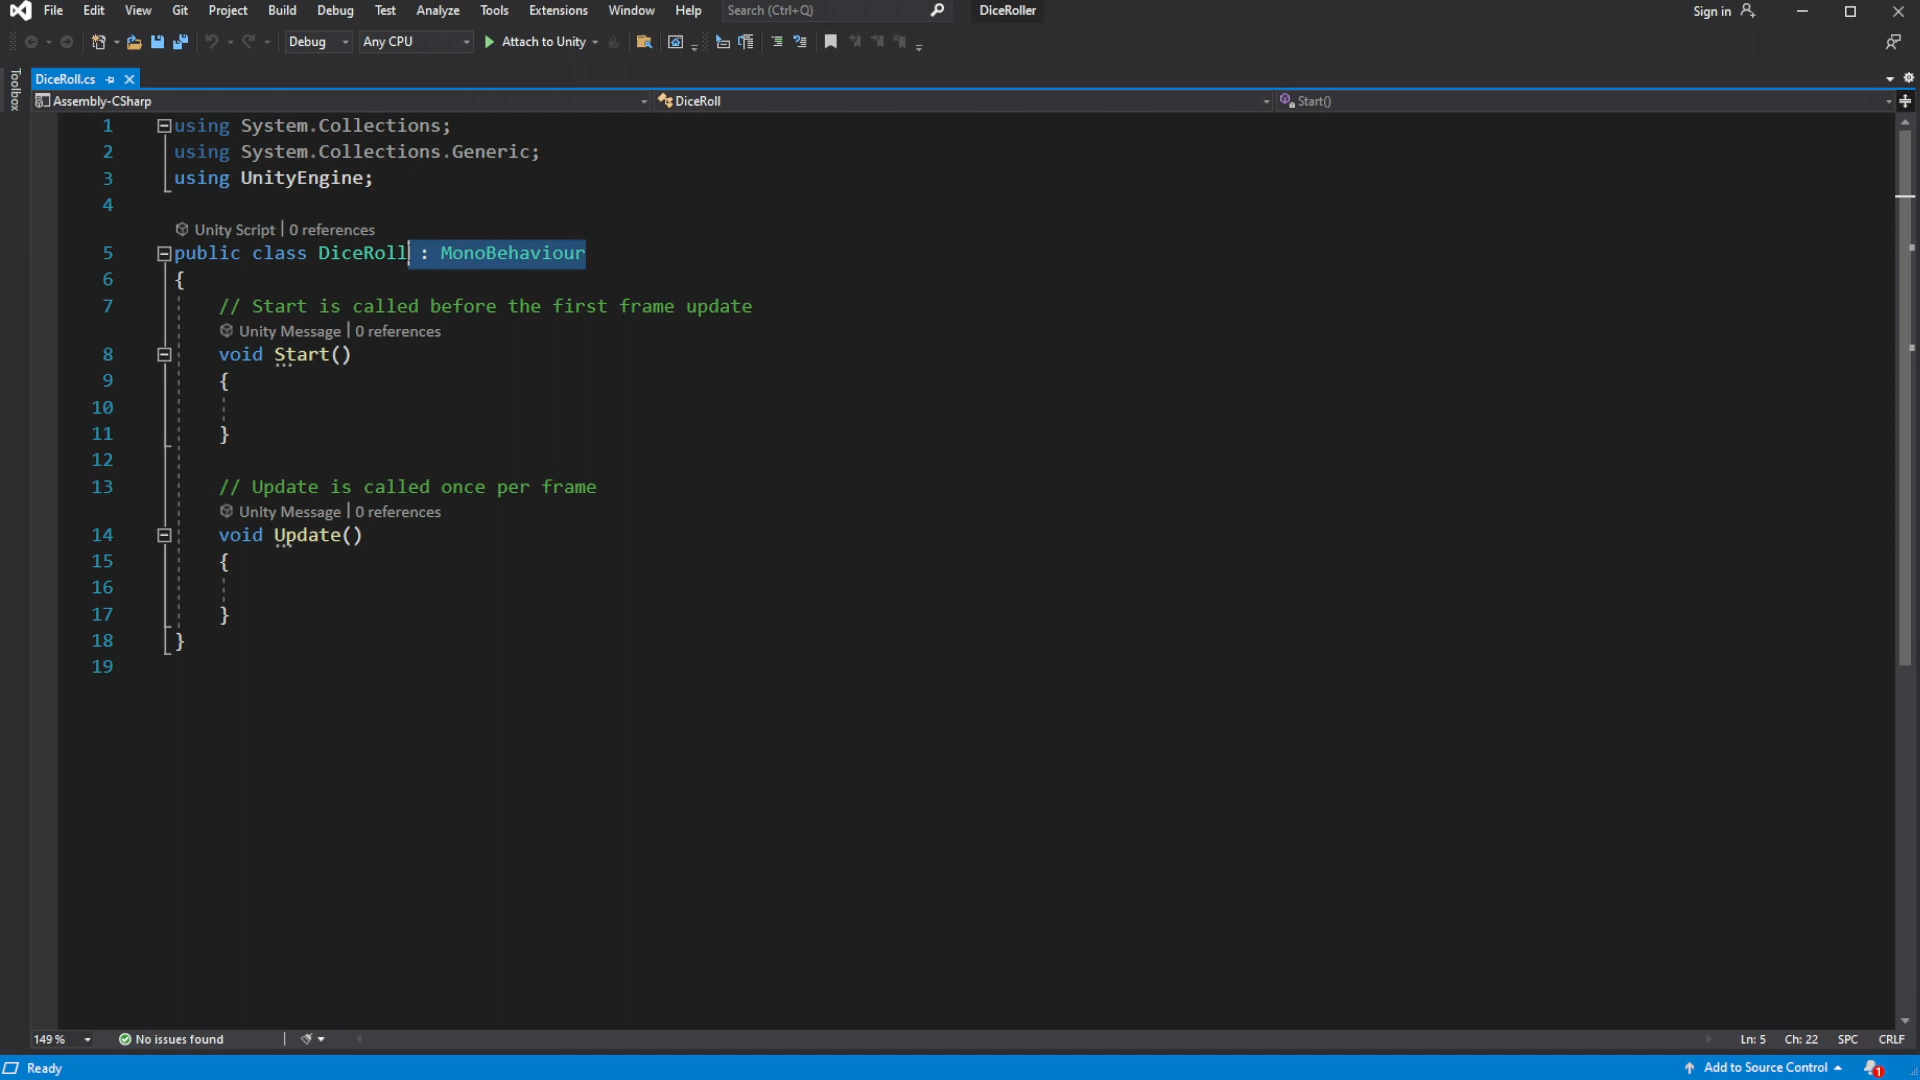 File Edit View Git Project Build Debug Test Analyze Tools Extensions Window Help Search (Ctrl+Q) DiceRoller Sign in
Debug Any CPU Attach to Unity
Toolbox
DiceRoll.cs
Assembly-CSharp DiceRoll Start()
1 using System.Collections;
2 using System.Collections.Generic;
3 using UnityEngine;
4
Unity Script | 0 references
5 public class DiceRoll : MonoBehaviour
6 {
7 // Start is called before the first frame update
Unity Message | 0 references
8 void Start()
9 {
10
11 }
12
13 // Update is called once per frame
Unity Message | 0 references
14 void Update()
15 {
16
17 }
18 }
19
149 % No issues found Ln: 5 Ch: 22 SPC CRLF
Ready Add to Source Control 1